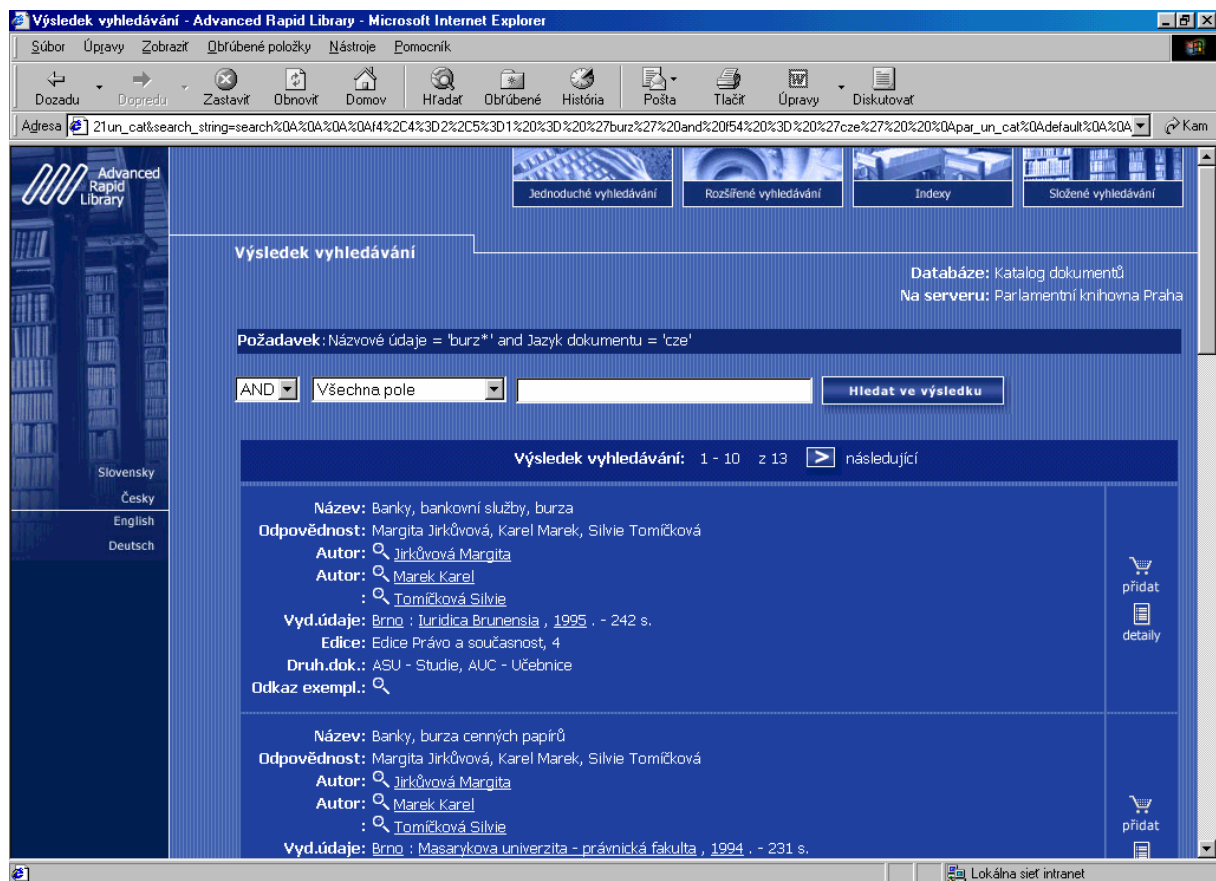 Výsledek vyhledávání - Advanced Rapid Library - Microsoft Internet Explorer
Súbor Úpravy Zobraziť Obľúbené položky Nástroje Pomocník
Dozadu Dopredu Zastaviť Obnoviť Domov Hľadať Obľúbené História Pošta Tlačiť Úpravy Diskutovať
Adresa 21un_cat&search_string=search%0A%0A%0A%0Af4%2C4%3D2%2C5%3D1%20%3D%20%27burz%27%20and%20f54%20%3D%20%27cze%27%20%20%0Apar_un_cat%0Adefault%0A%0A Kam
Advanced
Rapid
Library
Jednoduché vyhledávání Rozšířené vyhledávání Indexy Složené vyhledávání
Výsledek vyhledávání
Databáze: Katalog dokumentů
Na serveru: Parlamentní knihovna Praha
Požadavek: Názvové údaje = 'burz*' and Jazyk dokumentu = 'cze'
AND Všechna pole Hledat ve výsledku
Výsledek vyhledávání: 1 - 10 z 13 > následující
Slovensky
Česky
English
Deutsch
Název: Banky, bankovní služby, burza
Odpovědnost: Margita Jirkůvová, Karel Marek, Silvie Tomíčková
Autor: Jirkůvová Margita
Autor: Marek Karel
: Tomíčková Silvie
Vyd.údaje: Brno : Iuridica Brunensia , 1995 . - 242 s.
Edice: Edice Právo a současnost, 4
Druh.dok.: ASU - Studie, AUC - Učebnice
Odkaz exempl.:
přidat
detaily
Název: Banky, burza cenných papírů
Odpovědnost: Margita Jirkůvová, Karel Marek, Silvie Tomíčková
Autor: Jirkůvová Margita
Autor: Marek Karel
: Tomíčková Silvie
Vyd.údaje: Brno : Masarykova univerzita - právnická fakulta , 1994 . - 231 s.
přidat
Lokálna sieť intranet